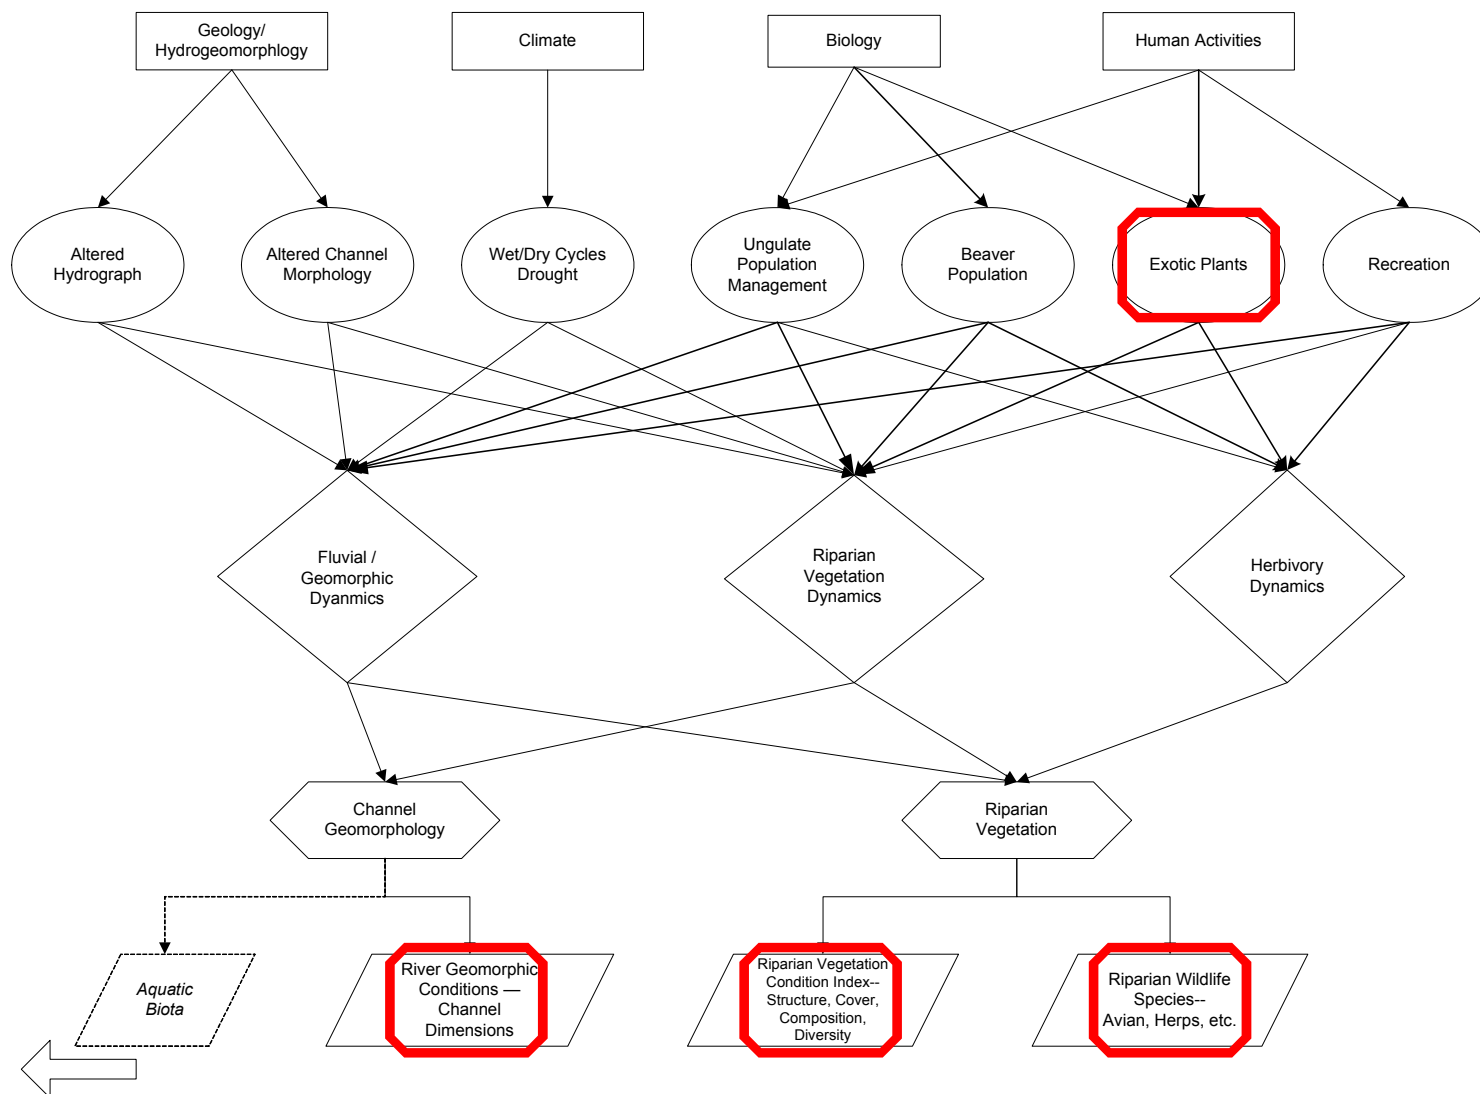 Geology/
Hydrogeomorphlogy
Climate
Biology
Human Activities
Altered
Hydrograph
Altered Channel
Morphology
Wet/Dry Cycles
Drought
Ungulate
Population
Management
Beaver
Population
Exotic Plants
Recreation
Fluvial /
Geomorphic
Dyanmics
Riparian
Vegetation
Dynamics
Herbivory
Dynamics
Channel
Geomorphology
Riparian
Vegetation
Aquatic
Biota
River Geomorphic
Conditions —
Channel
Dimensions
Riparian Vegetation
Condition Index--
Structure, Cover,
Composition,
Diversity
Riparian Wildlife
Species--
Avian, Herps, etc.